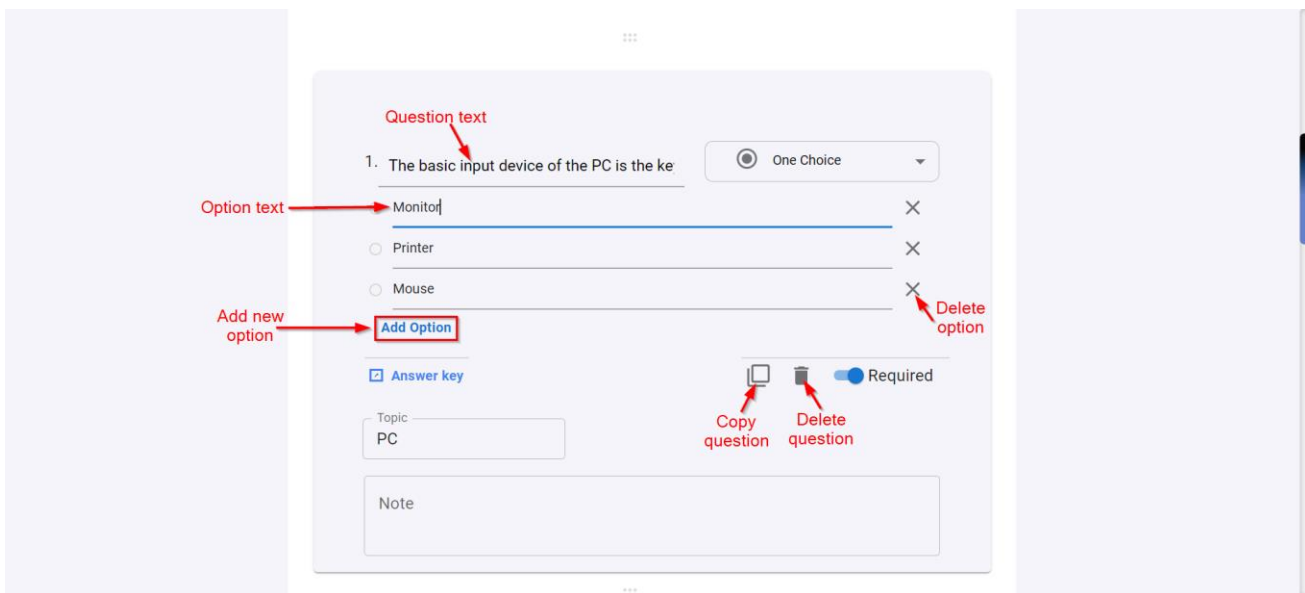 Question text
1. The basic input device of the PC is the ke
One Choice
Option text
Monitor
Printer
Mouse
Delete
option
Add new
option
Add Option
Answer key
Required
Copy
question
Delete
question
Topic
PC
Note